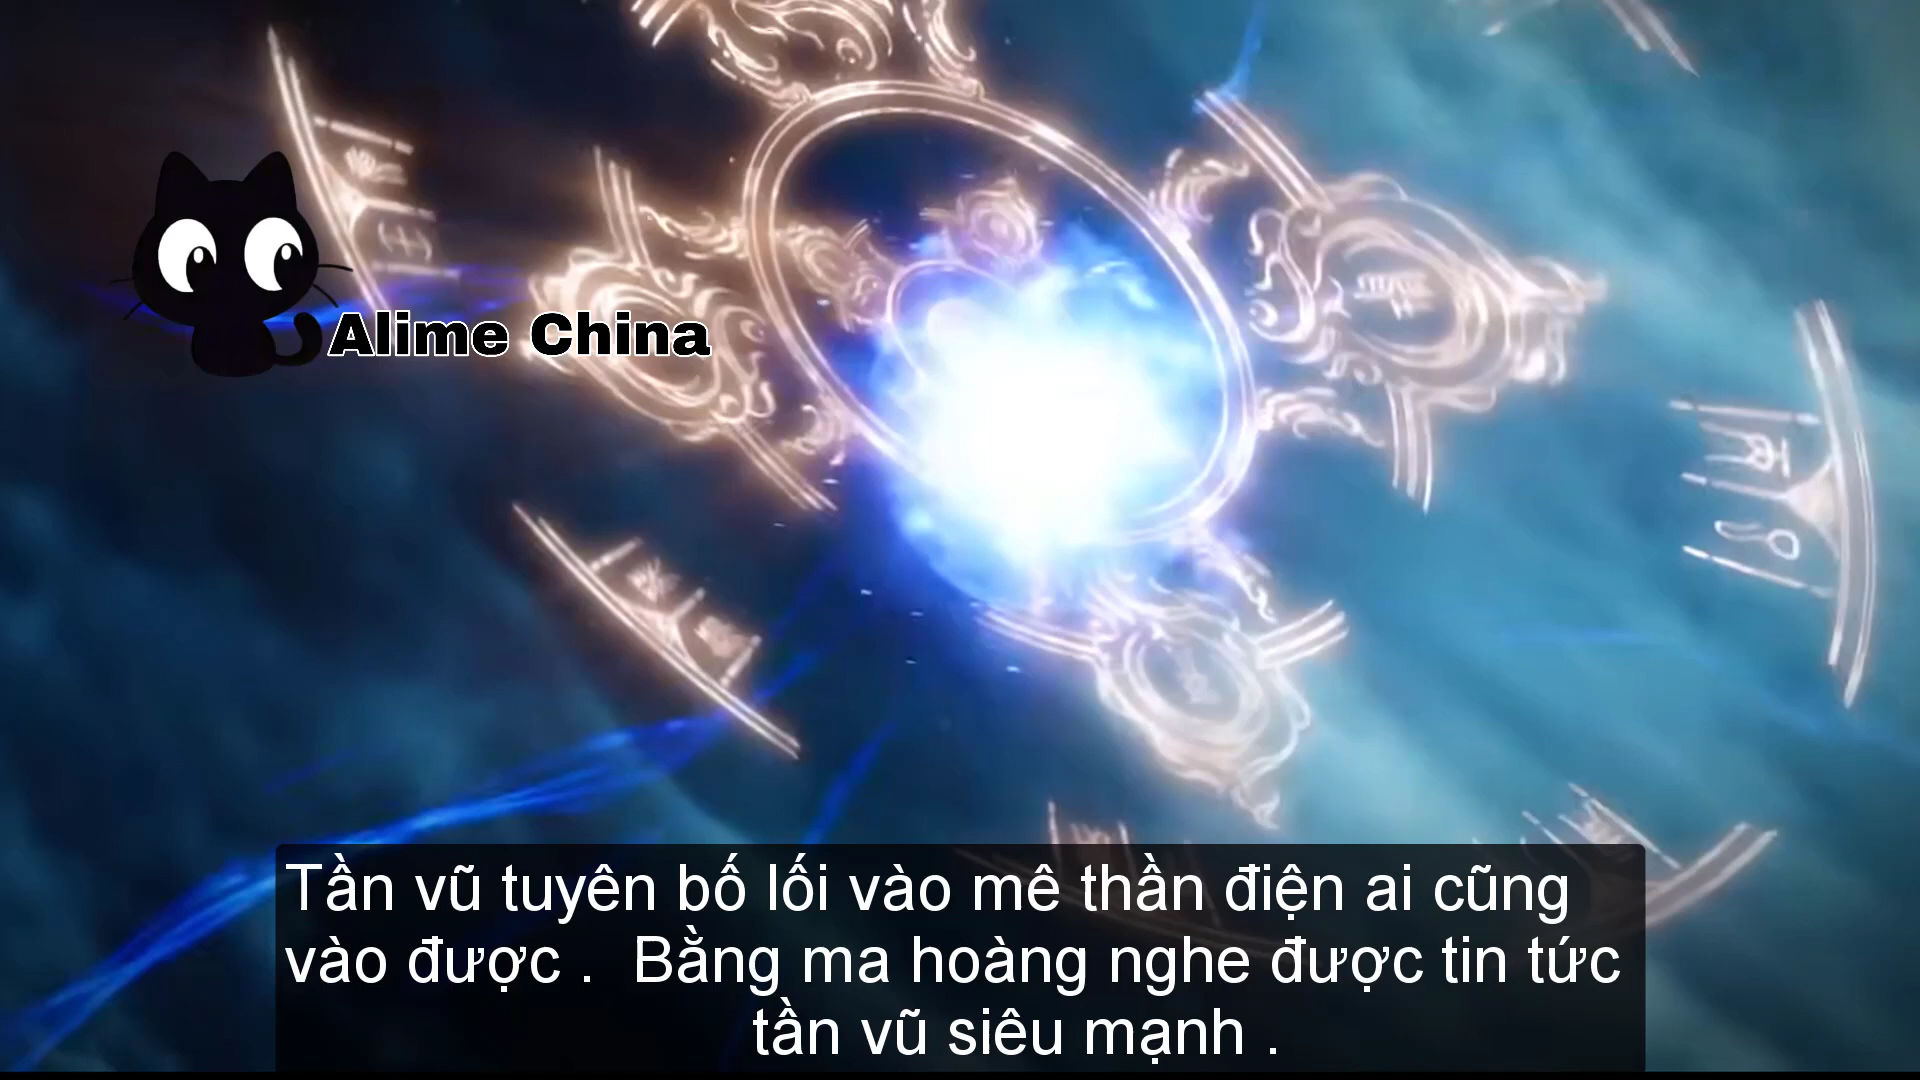 Alime China
Tần vũ tuyên bố lối vào mê thần điện ai cũng
vào được .  Bằng ma hoàng nghe được tin tức
tần vũ siêu mạnh .